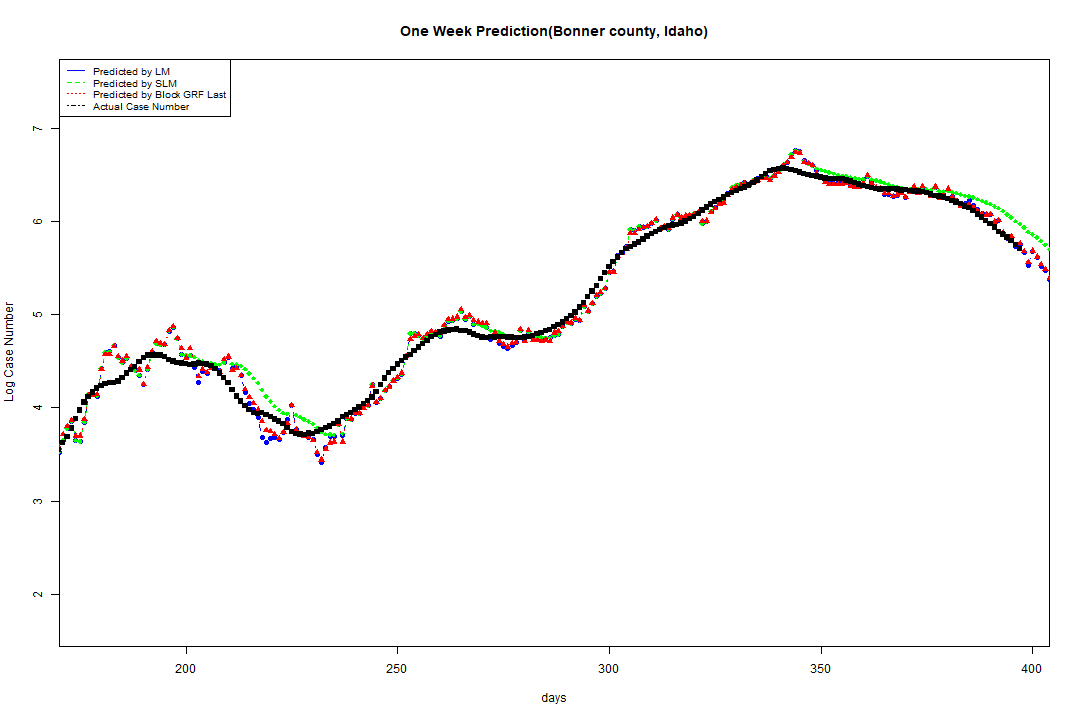 One Week Prediction(Bonner county, Idaho)
Predicted by LM
Predicted by SLM
Predicted by Block GRF Last
Actual Case Number
7
6
5
4
3
2
Log Case Number
200
250
300
350
400
days